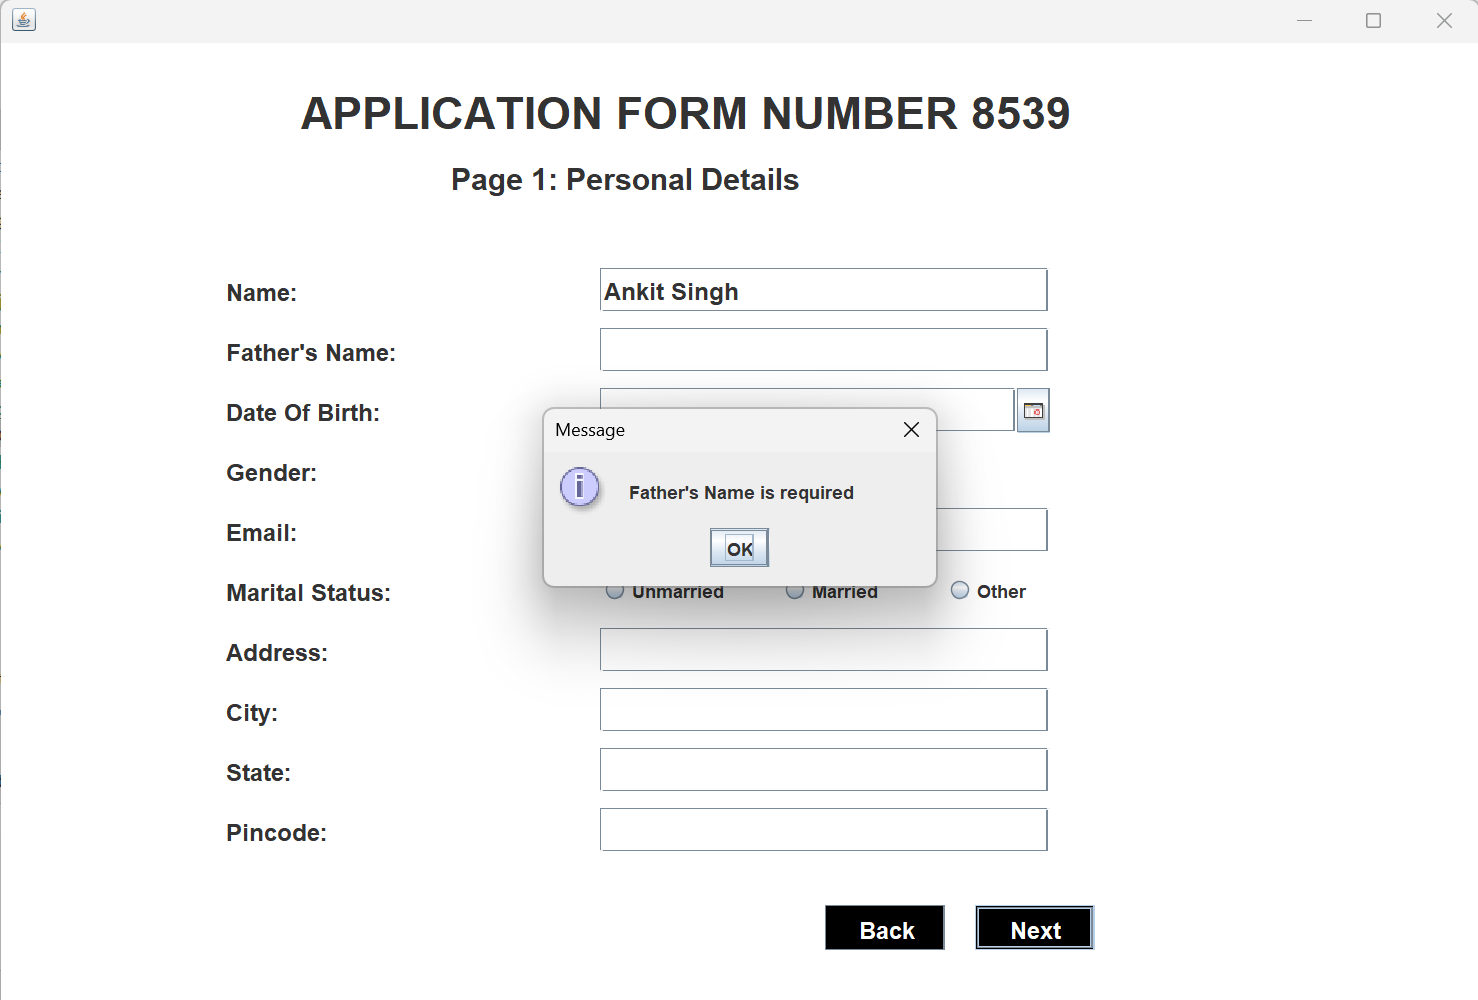 APPLICATION FORM NUMBER 8539
Page 1: Personal Details
Name:
Ankit Singh
Father's Name:
Date Of Birth:
Message
Gender:
Father's Name is required
Email:
OK
Marital Status:
Unmarried
Married
Other
Address:
City:
State:
Pincode:
Back
Next